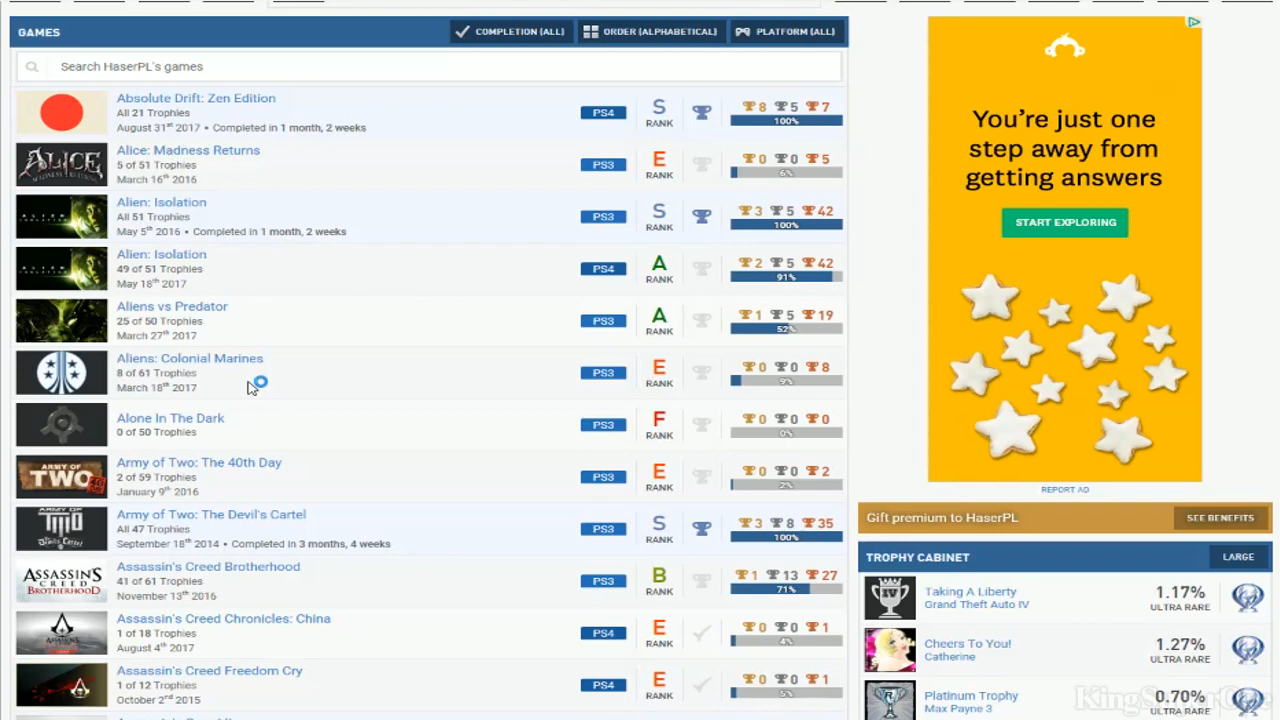 GAMES
COMPLETION (ALL) ORDER (ALPHABETICAL) PLATFORM (ALL)
Search HaserPL's games
Absolute Drift: Zen Edition
All 21 Trophies
August 31st 2017 • Completed in 1 month, 2 weeks
PS4 S RANK 8 5 7 100%
ALICE MADNESS RETURNS
Alice: Madness Returns
5 of 51 Trophies
March 16th 2016
PS3 E RANK 0 0 5 6%
Alien: Isolation
All 51 Trophies
May 5th 2016 • Completed in 1 month, 2 weeks
PS3 S RANK 3 5 42 100%
Alien: Isolation
49 of 51 Trophies
May 18th 2017
PS4 A RANK 2 5 42 91%
Aliens vs Predator
25 of 50 Trophies
March 27th 2017
PS3 A RANK 1 5 19 52%
Aliens: Colonial Marines
8 of 61 Trophies
March 18th 2017
PS3 E RANK 0 0 8 9%
Alone In The Dark
0 of 50 Trophies
PS3 F RANK 0 0 0 0%
ARMY OF TWO
Army of Two: The 40th Day
2 of 59 Trophies
January 9th 2016
PS3 E RANK 0 0 2 2%
Army of Two: The Devil's Cartel
All 47 Trophies
September 18th 2014 • Completed in 3 months, 4 weeks
PS3 S RANK 3 8 35 100%
ASSASSIN'S CREED BROTHERHOOD
Assassin's Creed Brotherhood
41 of 61 Trophies
November 13th 2016
PS3 B RANK 1 13 27 71%
Assassin's Creed Chronicles: China
1 of 18 Trophies
August 4th 2017
PS4 E RANK 0 0 1 4%
Assassin's Creed Freedom Cry
1 of 12 Trophies
October 2nd 2015
PS4 E RANK 0 0 1 5%
You're just one
step away from
getting answers
START EXPLORING
REPORT AD
Gift premium to HaserPL SEE BENEFITS
TROPHY CABINET LARGE
IV
Taking A Liberty
Grand Theft Auto IV
1.17%
ULTRA RARE
Cheers To You!
Catherine
1.27%
ULTRA RARE
Platinum Trophy
Max Payne 3
0.70%
ULTRA RARE